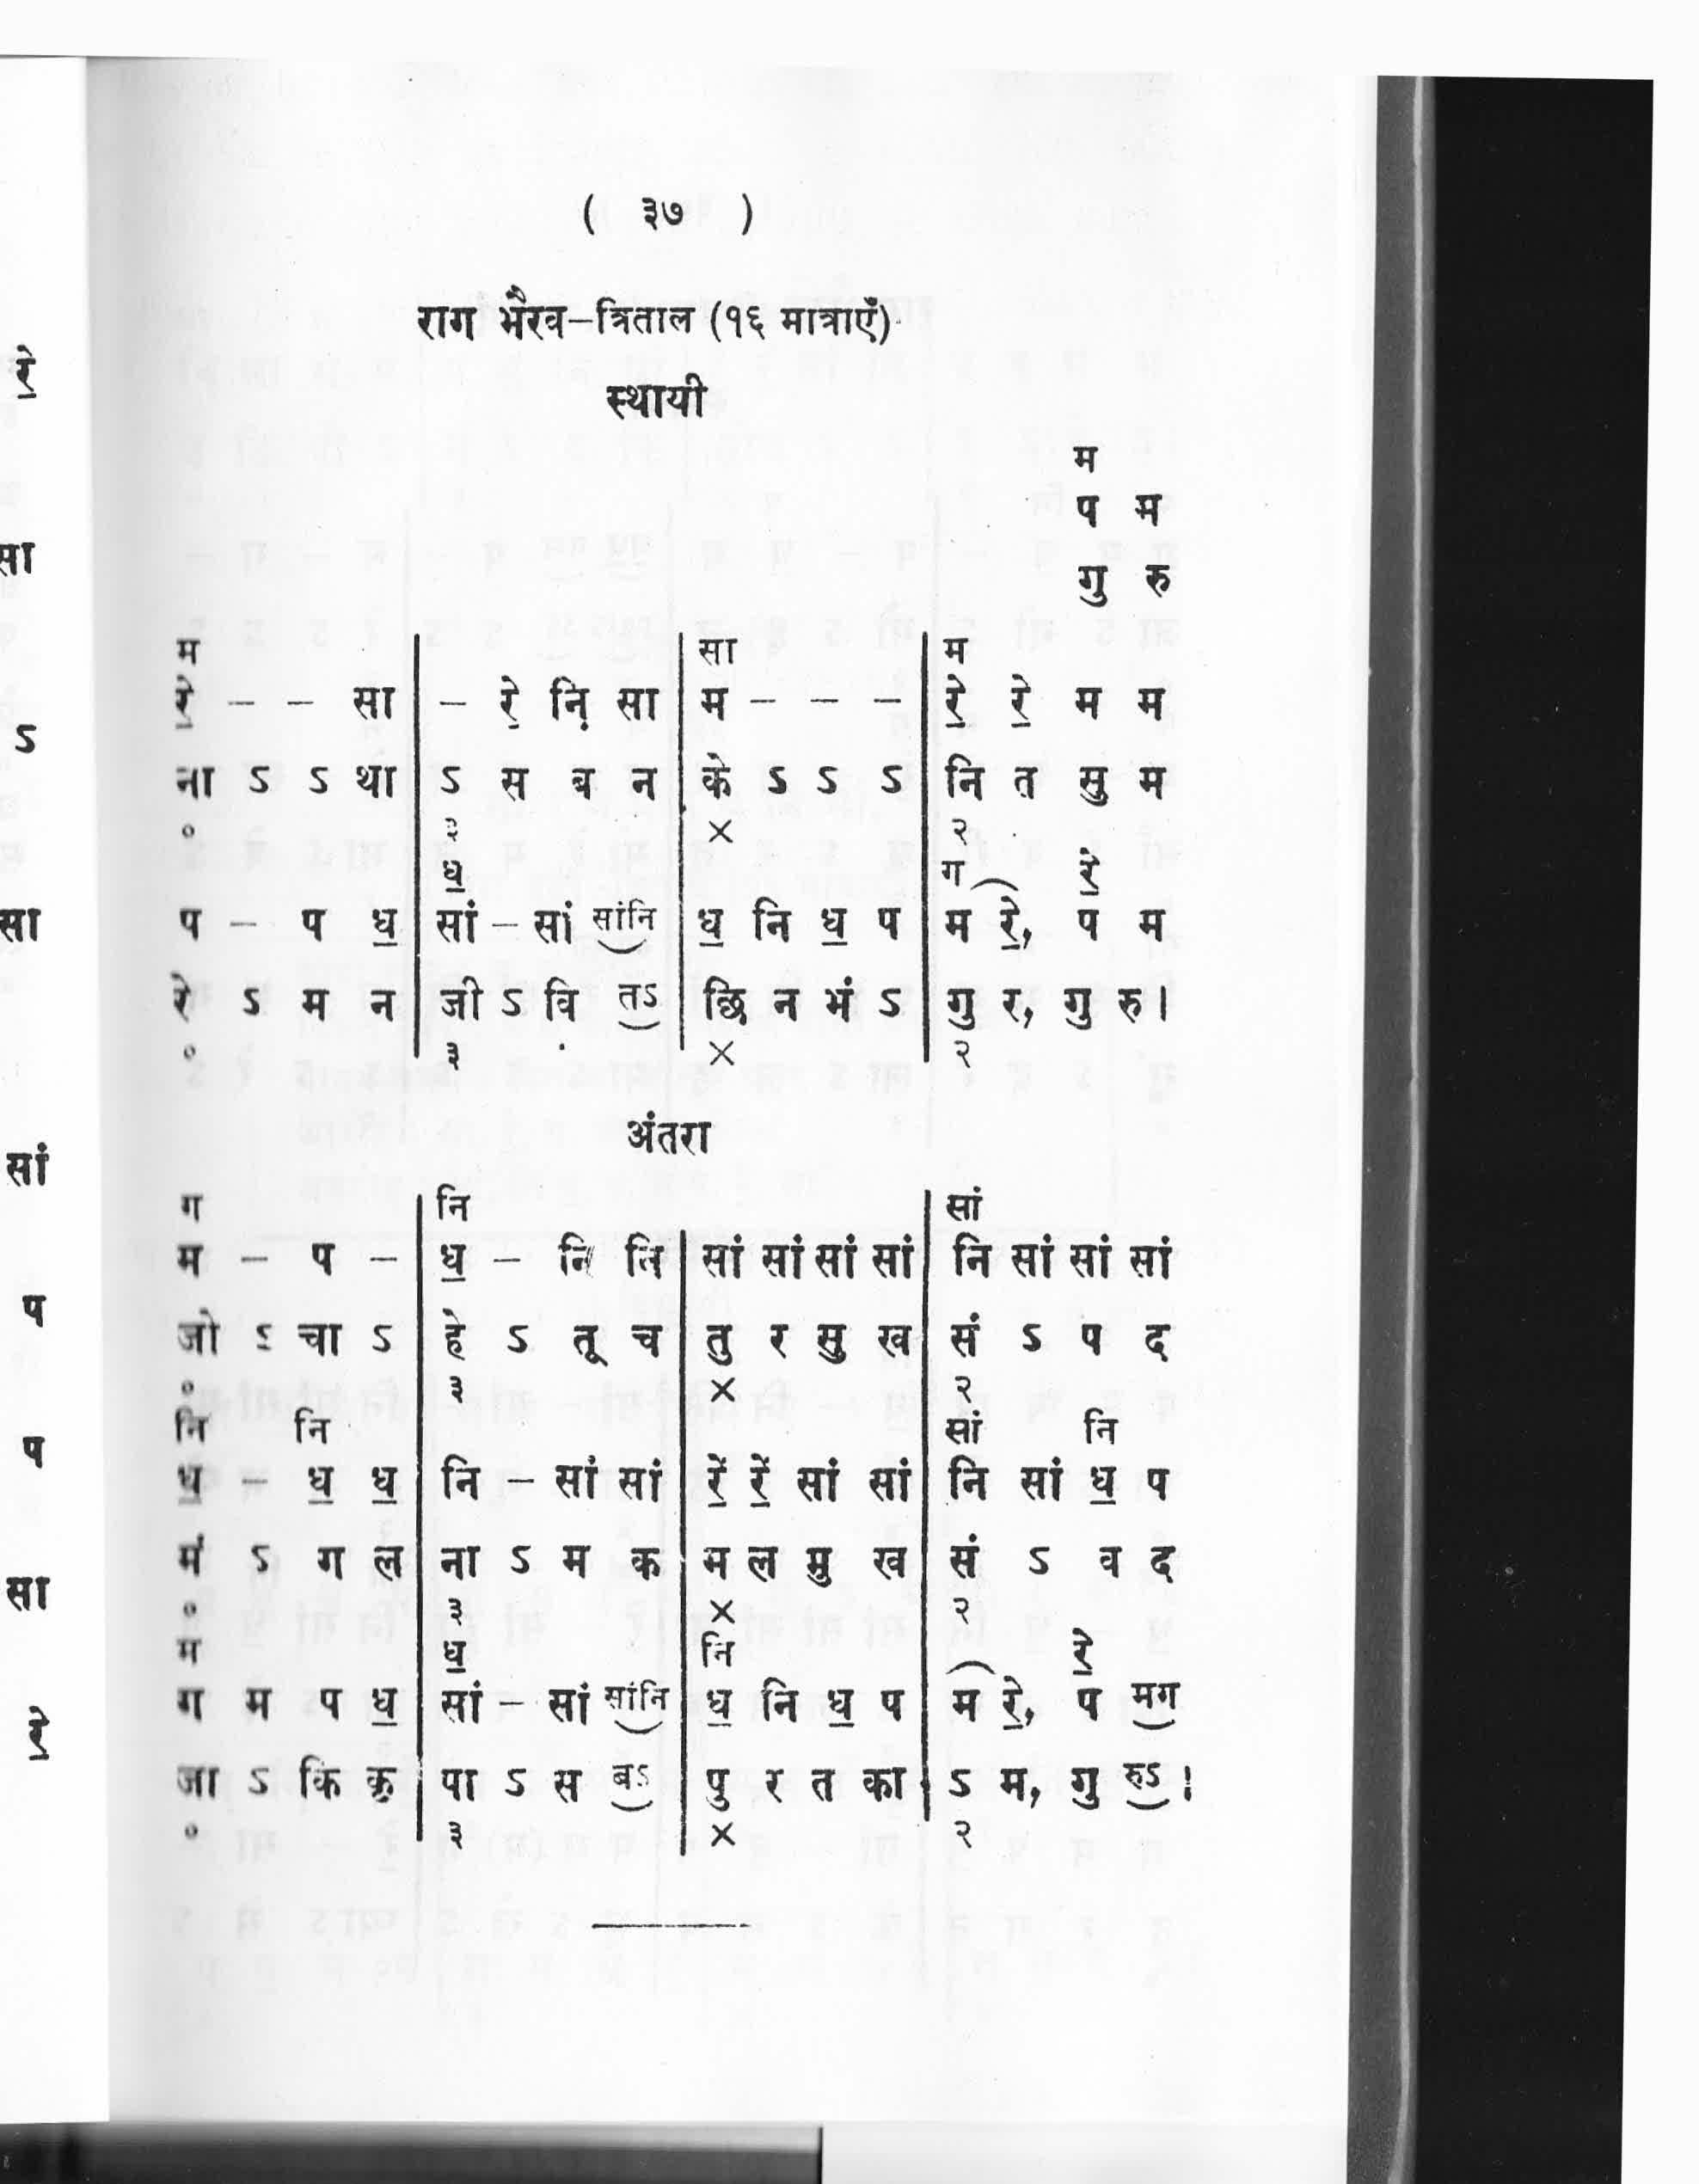 ( ३७ )
राग भैरव–त्रिताल (१६ मात्राएँ)
स्थायी
म
प म
गु रु
म सा म
रे॒ – – सा | – रे॒ नि़ सा | म – – – | रे॒ रे॒ म म
ना ऽ ऽ था | ऽ स ब न | के ऽ ऽ ऽ | नि त सु म
० ३ × २
ध॒ ग रे॒
प – प ध॒ | सां – सां सांनि | ध॒ नि ध॒ प | म रे॒, प म
रे ऽ म न | जी ऽ वि तऽ | छि न भं ऽ | गु र, गु रु।
० ३ × २
अंतरा
ग नि सां
म – प – | ध॒ – नि नि | सां सां सां सां | नि सां सां सां
जो ऽ चा ऽ | हे ऽ तू च | तु र सु ख | सं ऽ प द
० ३ × २
नि नि सां नि
ध॒ – ध॒ ध॒ | नि – सां सां | रें॒ रें॒ सां सां | नि सां ध॒ प
मं ऽ ग ल | ना ऽ म क | म ल मु ख | सं ऽ व द
० ३ × २
म ध॒ नि रे॒
ग म प ध॒ | सां – सां सांनि | ध॒ नि ध॒ प | म रे॒, प मग
जा ऽ कि कृ | पा ऽ स बऽ | पु र त का | ऽ म, गु रुऽ।
० ३ × २
रे॒
सा
ऽ
सा
सां
प
प
सा
रे॒